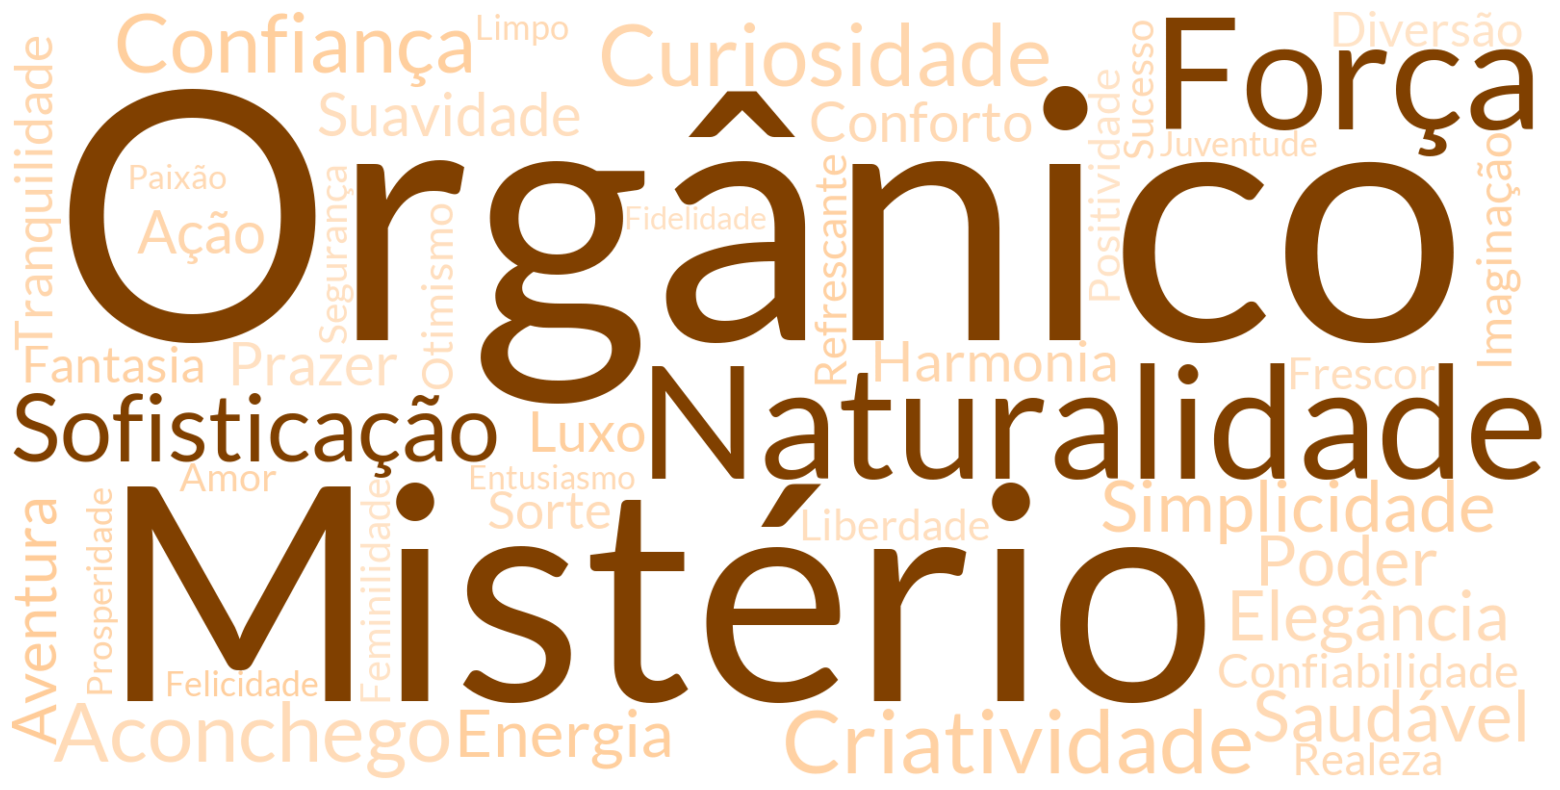 Confiança
Limpo
Curiosidade
Força
Diversão
Tranquilidade
Suavidade
Conforto
Positividade
Sucesso
Juventude
Orgânico
Paixão
Ação
Segurança
Otimismo
Fidelidade
Refrescante
Imaginação
Fantasia
Prazer
Harmonia
Frescor
Sofisticação
Luxo
Naturalidade
Amor
Entusiasmo
Sorte
Liberdade
Simplicidade
Aventura
Prosperidade
Mistério
Feminilidade
Poder
Elegância
Felicidade
Confiabilidade
Aconchego
Energia
Criatividade
Saudável
Realeza